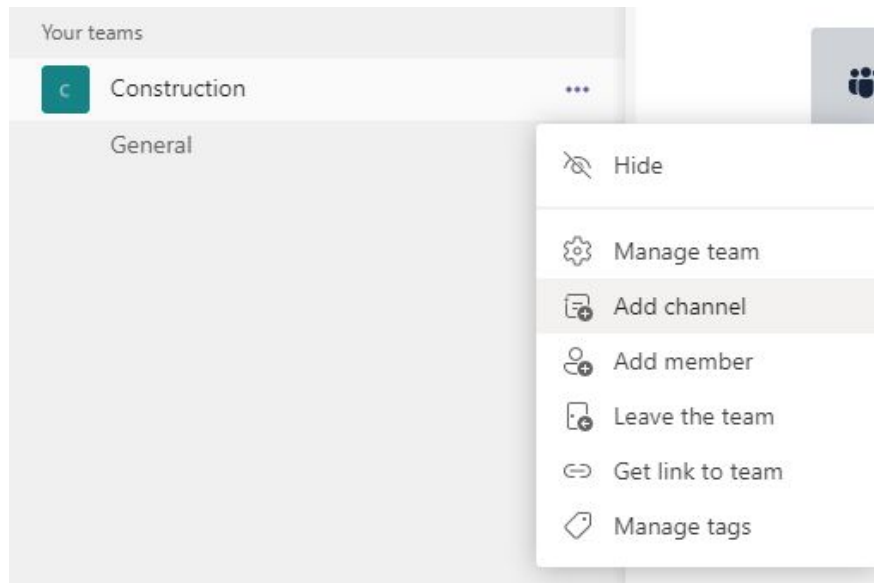 Your teams
C Construction
General
Hide
Manage team
Add channel
Add member
Leave the team
Get link to team
Manage tags